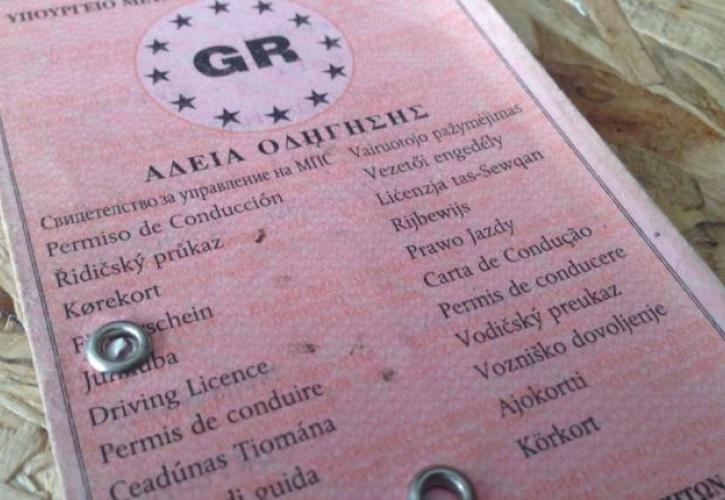 ΥΠΟΥΡΓΕΙΟ
GR
ΑΔΕΙΑ ΟΔΗΓΗΣΗΣ
Свидетелство за управление на МПС
Permiso de Conducción
Řidičský průkaz
Kørekort
Driving Licence
Permis de conduire
Ceadúnas Tiomána
di guida
Vairuotojo pažymėjimas
Vezetői engedély
Liċenzja tas-Sewqan
Rijbewijs
Prawo Jazdy
Carta de Condução
Permis de conducere
Vodičský preukaz
Vozniško dovoljenje
Ajokortti
Körkort